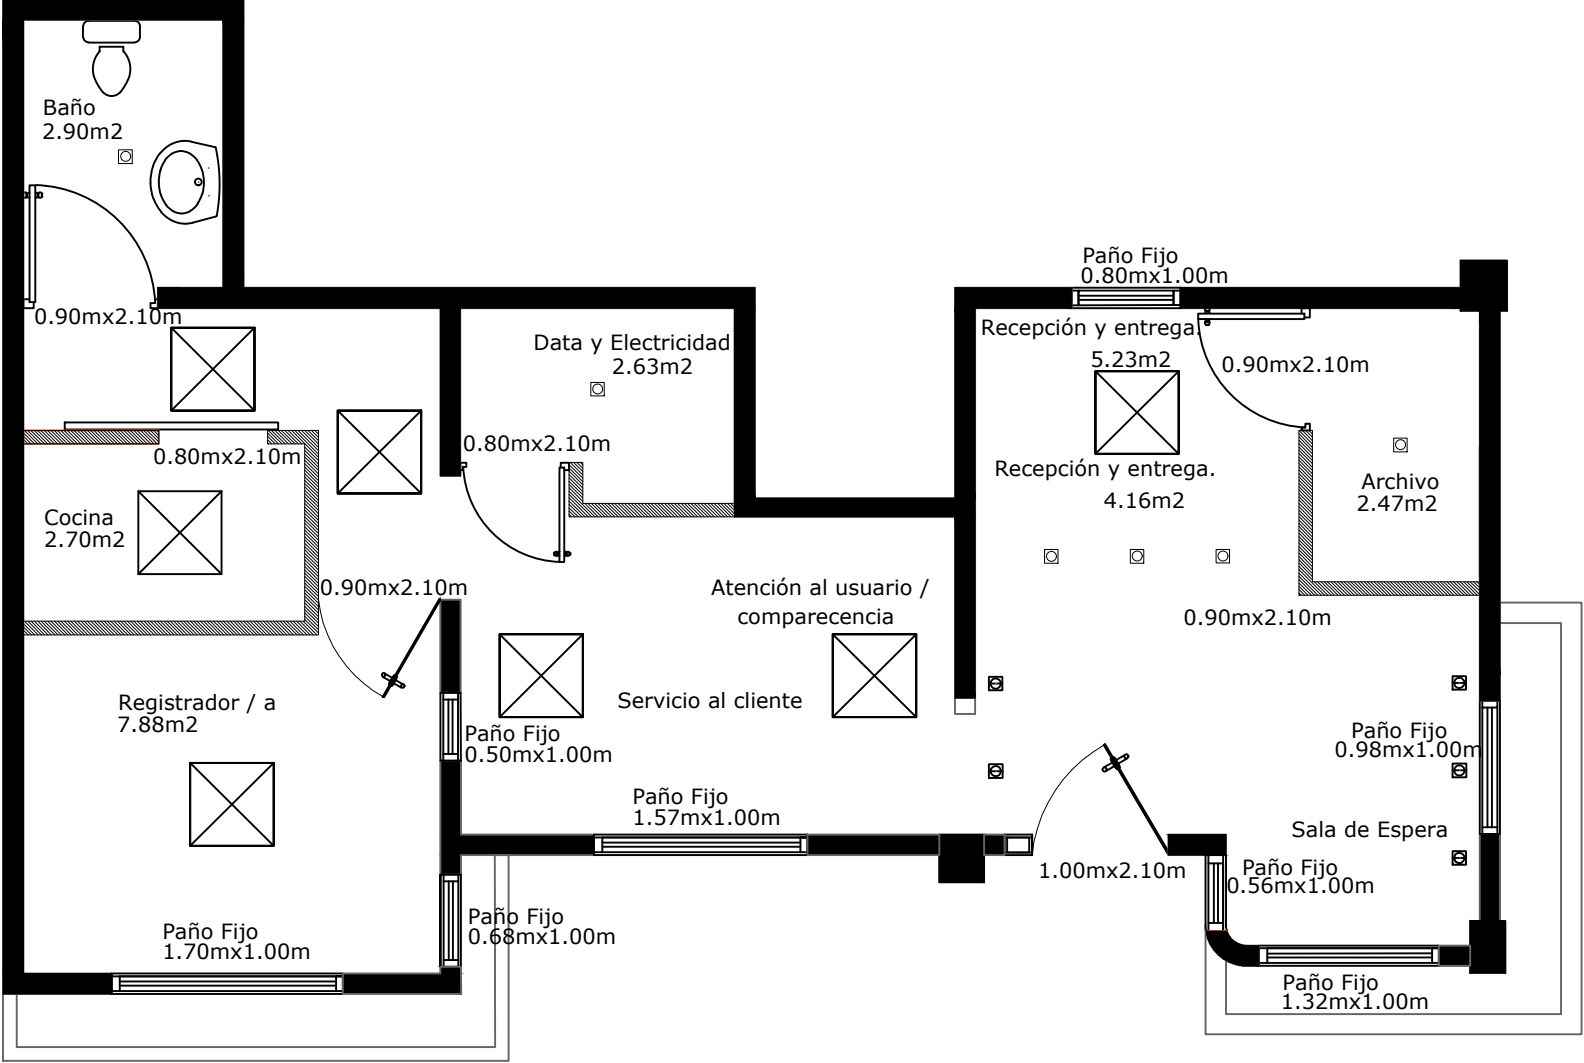 Baño
2.90m2
0.90mx2.10m
Data y Electricidad
2.63m2
0.80mx2.10m
Paño Fijo
0.80mx1.00m
Recepción y entrega.
5.23m2
0.90mx2.10m
Recepción y entrega.
4.16m2
Archivo
2.47m2
0.80mx2.10m
Cocina
2.70m2
0.90mx2.10m
Atención al usuario /
comparecencia
0.90mx2.10m
Registrador / a
7.88m2
Servicio al cliente
Paño Fijo
0.50mx1.00m
Paño Fijo
0.98mx1.00m
Paño Fijo
1.57mx1.00m
Sala de Espera
1.00mx2.10m
Paño Fijo
0.56mx1.00m
Paño Fijo
1.70mx1.00m
Paño Fijo
0.68mx1.00m
Paño Fijo
1.32mx1.00m